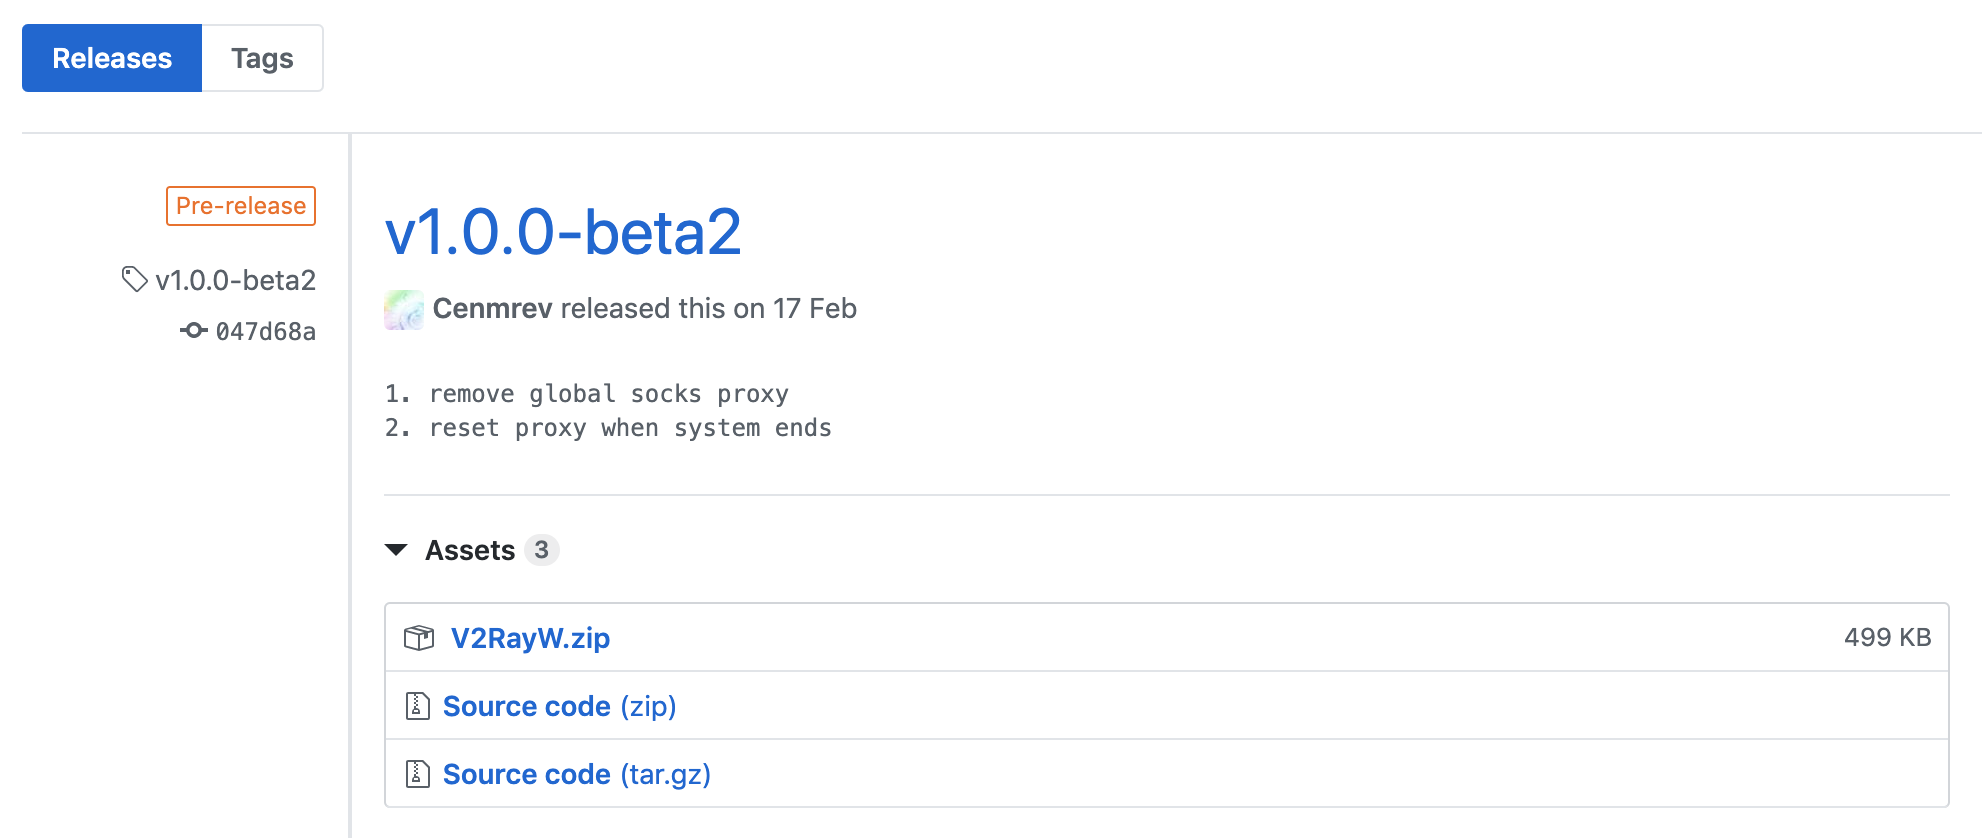 Releases Tags
Pre-release
v1.0.0-beta2
047d68a
v1.0.0-beta2
Cenmrev released this on 17 Feb
1. remove global socks proxy
2. reset proxy when system ends
Assets 3
V2RayW.zip 499 KB
Source code (zip)
Source code (tar.gz)